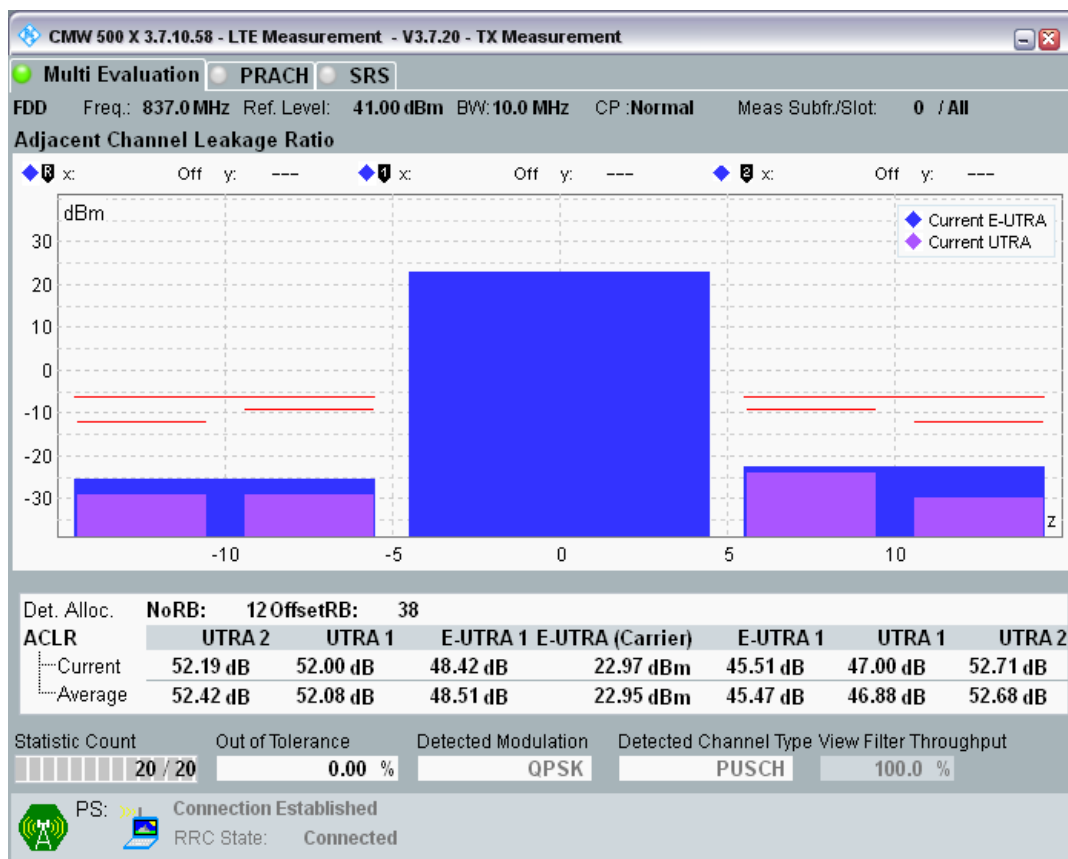 CMW 500 X 3.7.10.58 - LTE Measurement - V3.7.20 - TX Measurement
Multi Evaluation PRACH SRS
FDD Freq.: 837.0 MHz Ref. Level: 41.00 dBm BW: 10.0 MHz CP :Normal Meas Subfr./Slot: 0 / All
Adjacent Channel Leakage Ratio
R x: Off y: --- 1 x: Off y: --- 2 x: Off y: ---
dBm
Current E-UTRA
Current UTRA
30
20
10
0
-10
-20
-30
z
-10 -5 0 5 10
Det. Alloc. NoRB: 12 OffsetRB: 38
ACLR UTRA 2 UTRA 1 E-UTRA 1 E-UTRA (Carrier) E-UTRA 1 UTRA 1 UTRA 2
Current 52.19 dB 52.00 dB 48.42 dB 22.97 dBm 45.51 dB 47.00 dB 52.71 dB
Average 52.42 dB 52.08 dB 48.51 dB 22.95 dBm 45.47 dB 46.88 dB 52.68 dB
Statistic Count Out of Tolerance Detected Modulation Detected Channel Type View Filter Throughput
20 / 20 0.00 % QPSK PUSCH 100.0 %
PS: Connection Established
RRC State: Connected